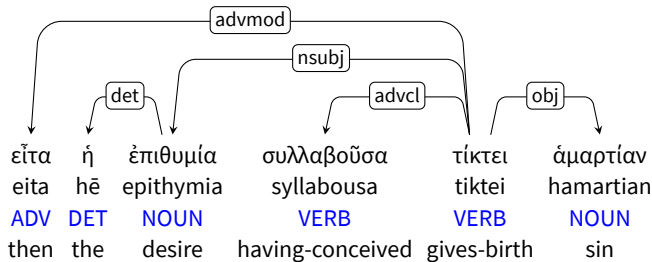 advmod
nsubj
det advcl obj
εἶτα ἡ ἐπιθυμία συλλαβοῦσα τίκτει ἁμαρτίαν
eita hē epithymia syllabousa tiktei hamartian
ADV DET NOUN VERB VERB NOUN
then the desire having-conceived gives-birth sin